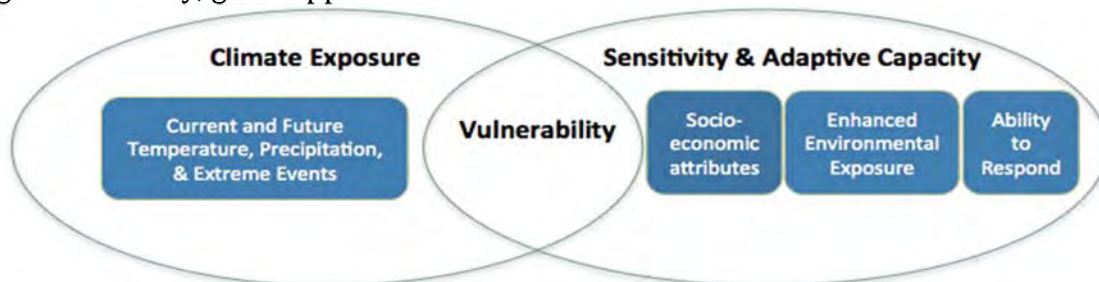 Climate Exposure
Sensitivity & Adaptive Capacity
Current and Future
Temperature, Precipitation,
& Extreme Events
Vulnerability
Socio-
economic
attributes
Enhanced
Environmental
Exposure
Ability
to
Respond